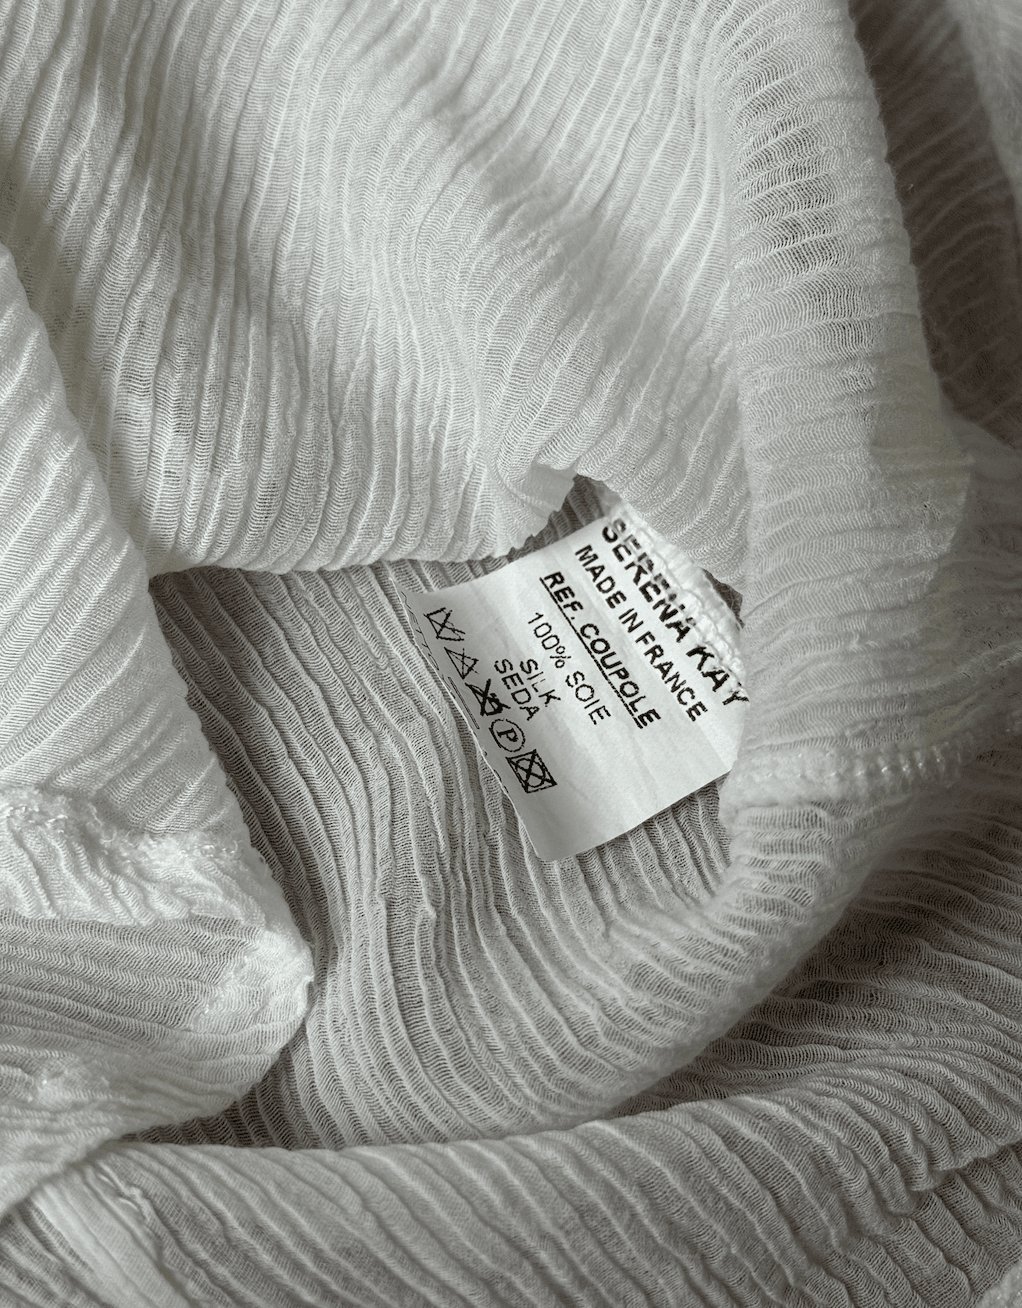 SERENA KAY
MADE IN FRANCE
REF. COUPOLE
100% SOIE
SILK
SEDA
P